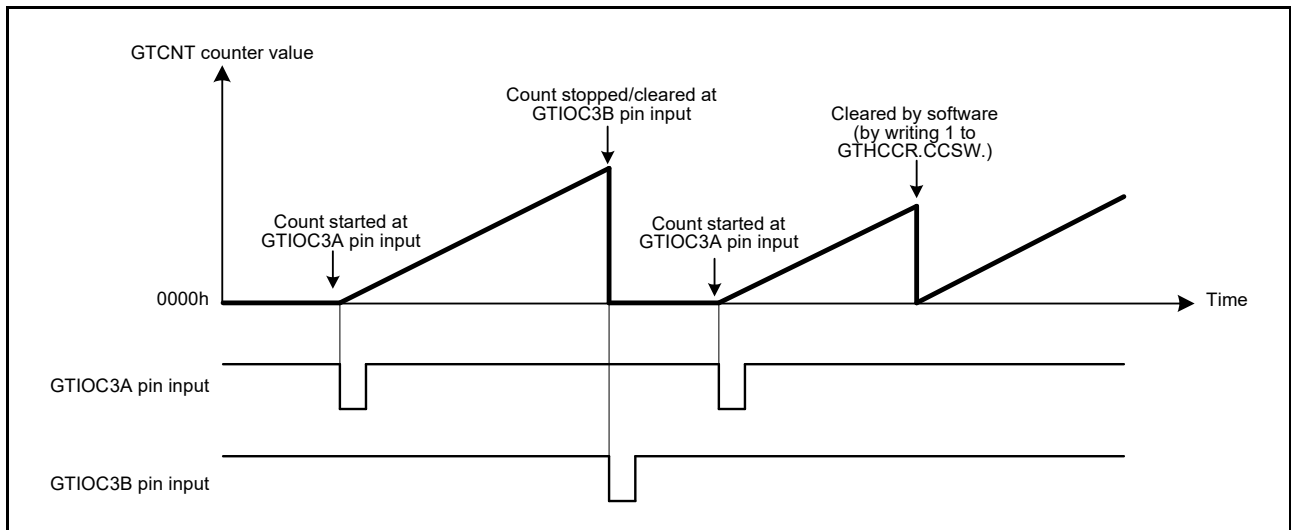 GTCNT counter value
Count stopped/cleared at
GTIOC3B pin input
Cleared by software
(by writing 1 to
GTHCCR.CCSW.)
Count started at
GTIOC3A pin input
Count started at
GTIOC3A pin input
0000h
Time
GTIOC3A pin input
GTIOC3B pin input